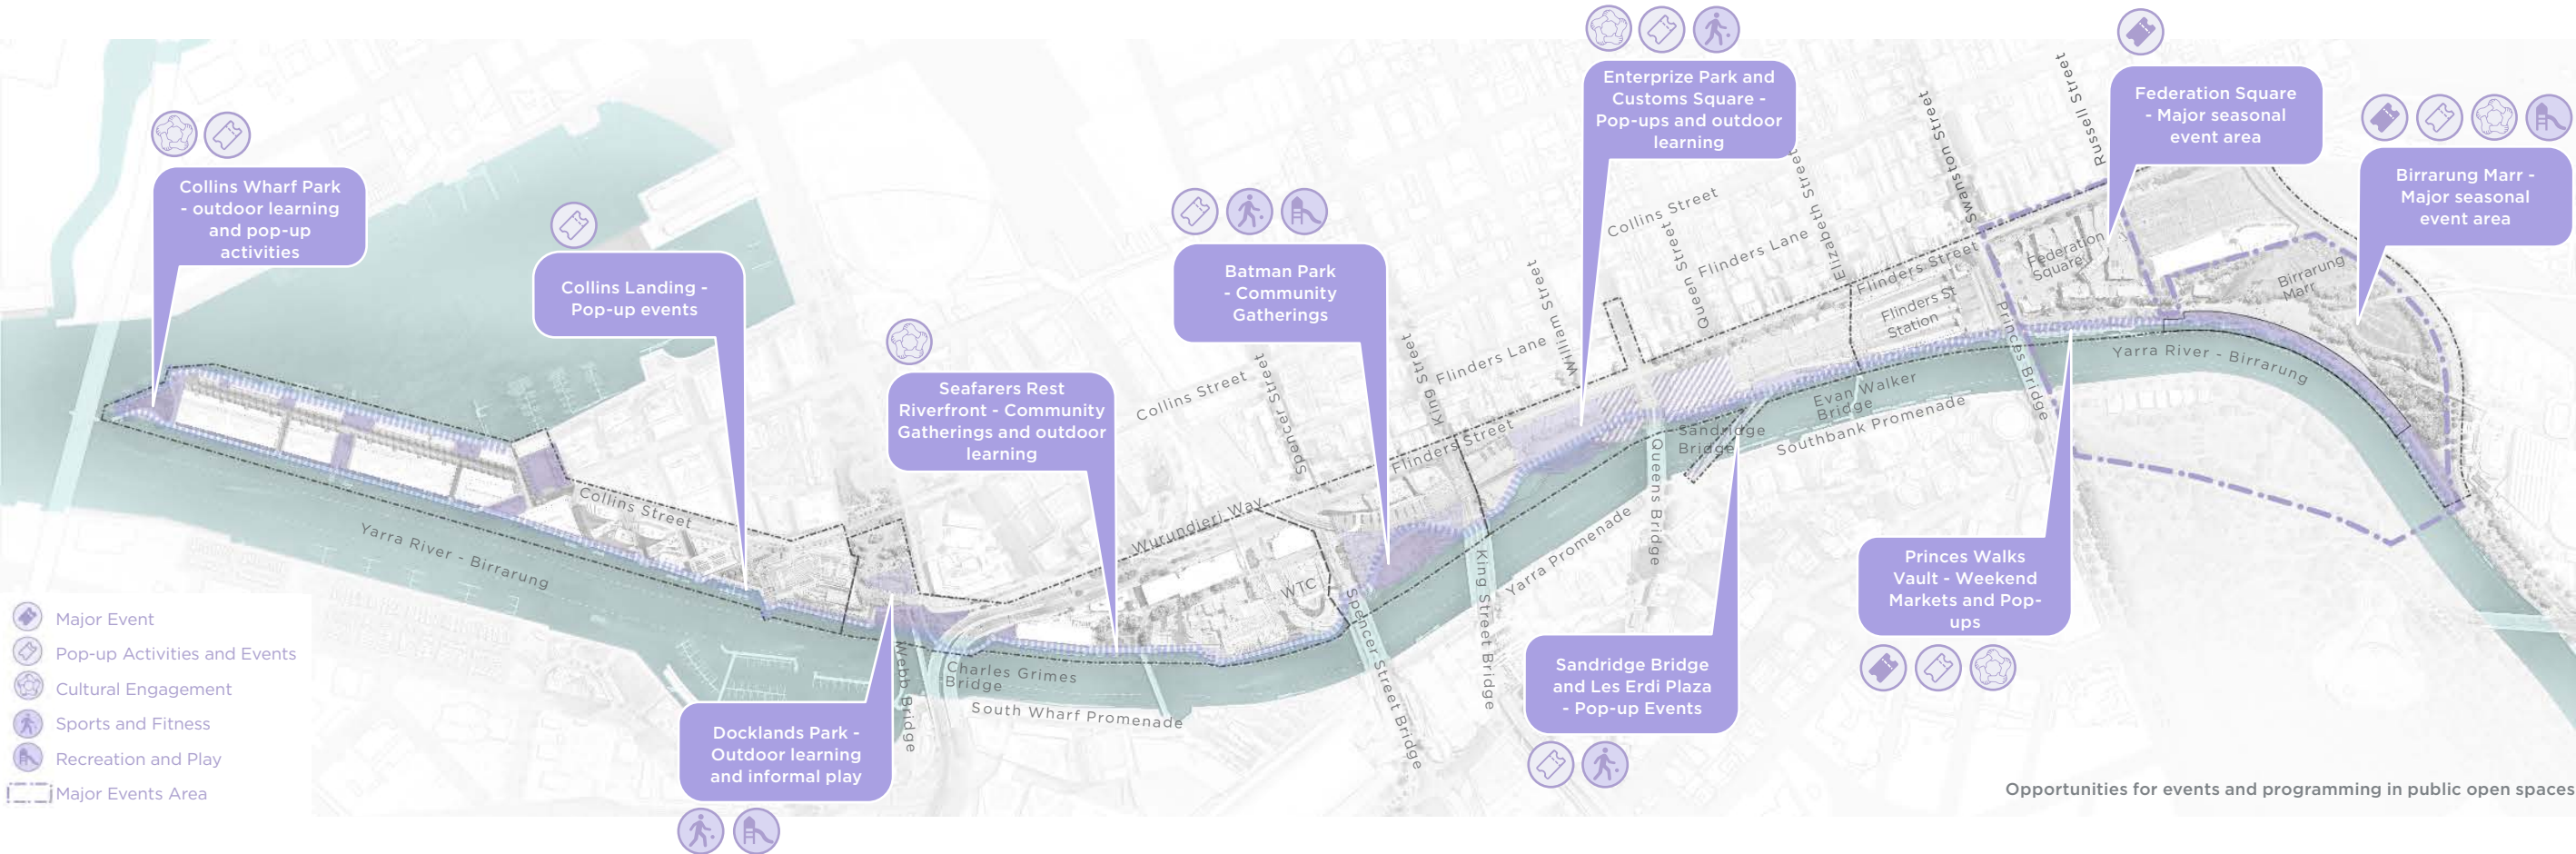 Enterprize Park and
Customs Square -
Pop-ups and outdoor
learning
Federation Square
- Major seasonal
event area
Birrarung Marr -
Major seasonal
event area
Collins Wharf Park
- outdoor learning
and pop-up
activities
Collins Landing -
Pop-up events
Batman Park
- Community
Gatherings
Seafarers Rest
Riverfront - Community
Gatherings and outdoor
learning
Russell Street
Swanston Street
Elizabeth Street
Queen Street
William Street
King Street
Spencer Street
Collins Street
Flinders Lane
Flinders Street
Federation
Square
Birrarung
Marr
Flinders St
Station
Princes Bridge
Yarra River - Birrarung
Collins Street
Flinders Lane
Flinders Street
Evan Walker
Bridge
Sandridge
Bridge
Southbank Promenade
Queens Bridge
Wurundjeri Way
Collins Street
Yarra River - Birrarung
WTC
Yarra Promenade
King Street Bridge
Spencer Street Bridge
Webb Bridge
Charles Grimes
Bridge
South Wharf Promenade
Princes Walks
Vault - Weekend
Markets and Pop-
ups
Sandridge Bridge
and Les Erdi Plaza
- Pop-up Events
Docklands Park -
Outdoor learning
and informal play
Major Event
Pop-up Activities and Events
Cultural Engagement
Sports and Fitness
Recreation and Play
Major Events Area
Opportunities for events and programming in public open spaces